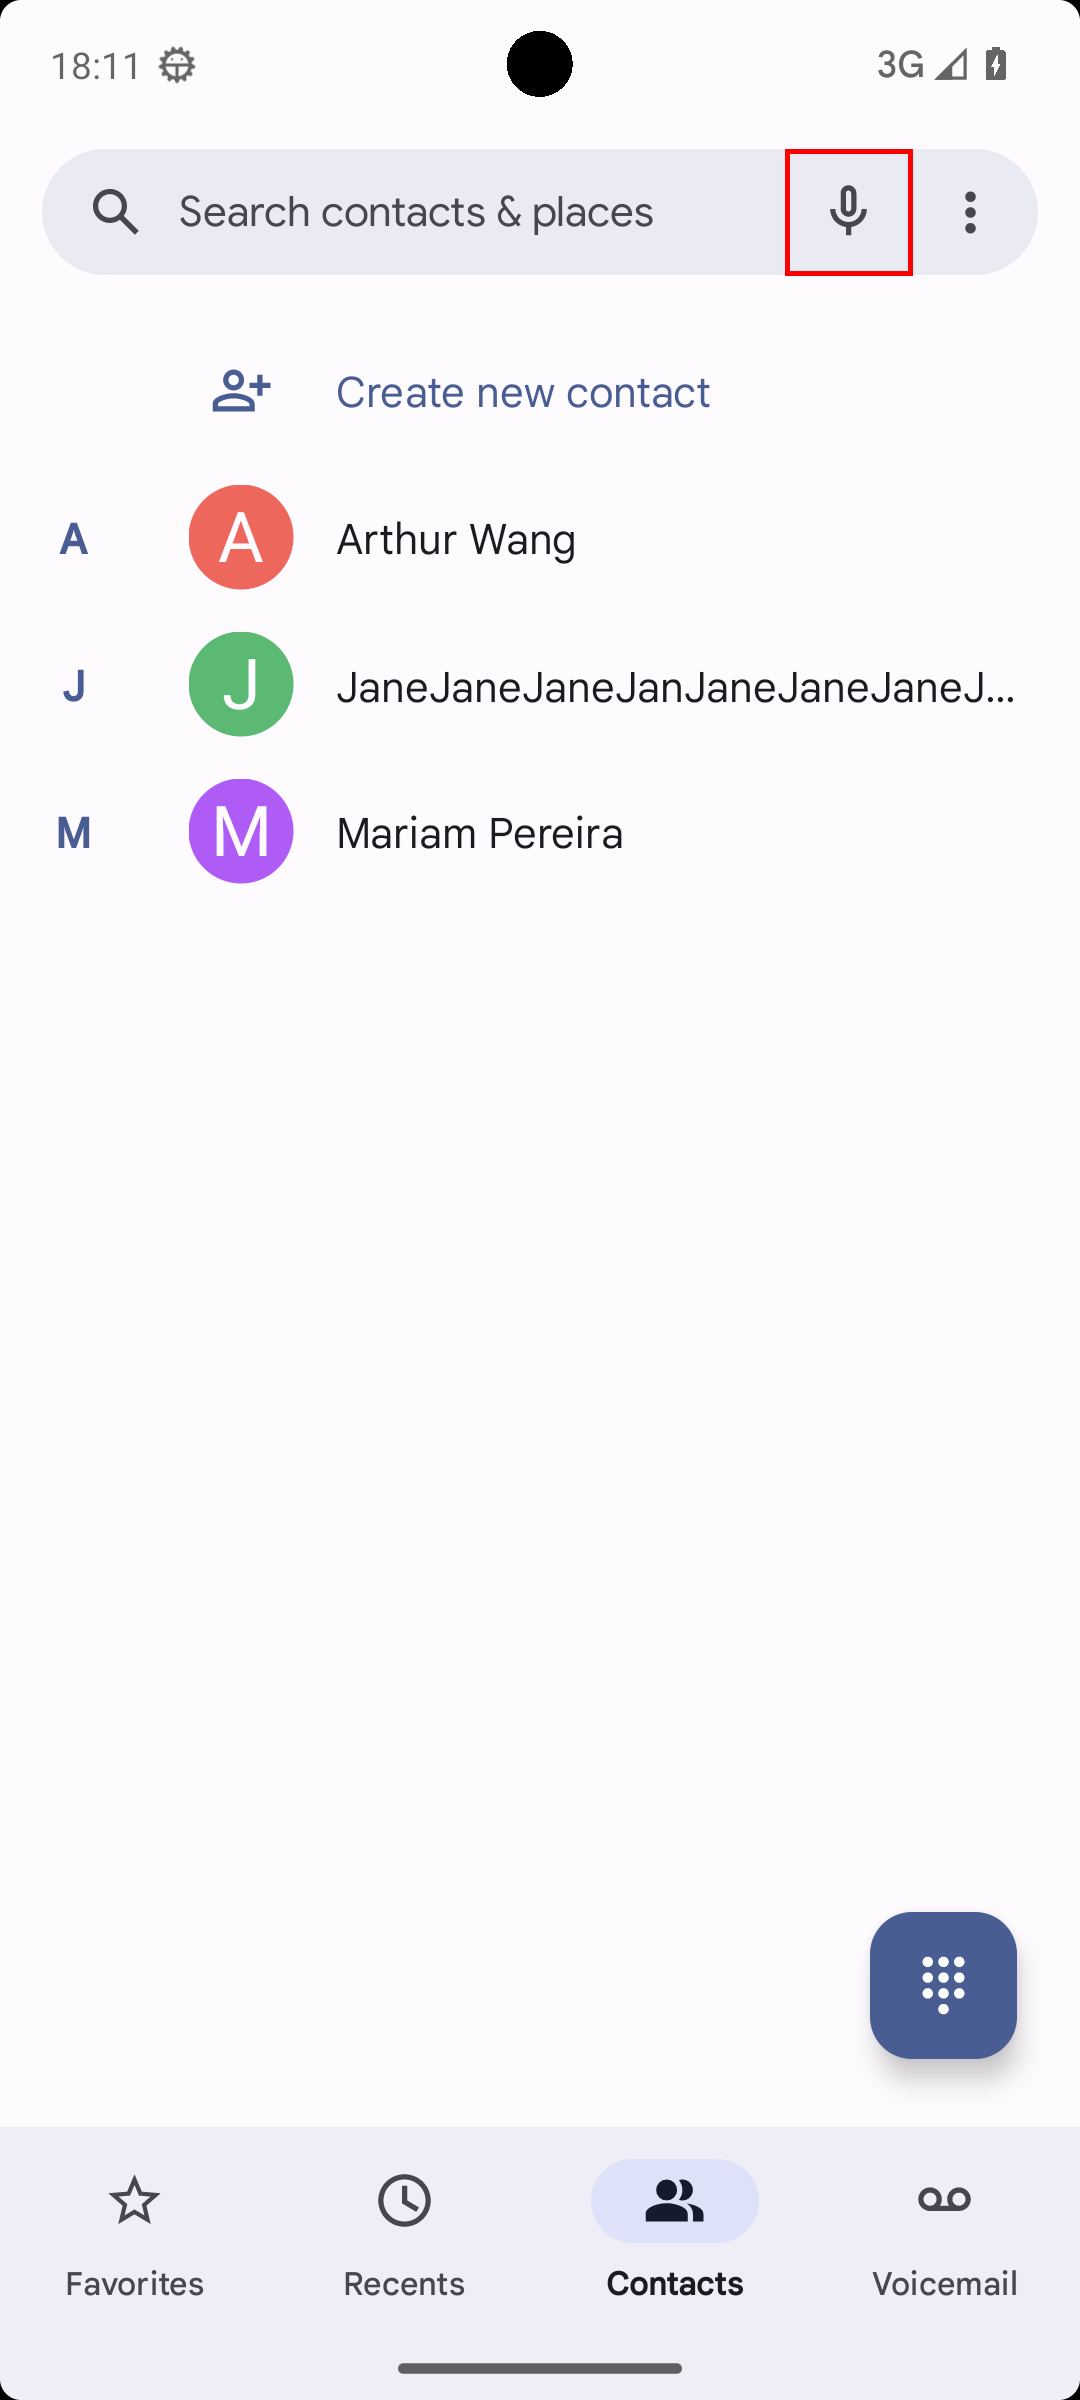 18:11
3G
Search contacts & places
Create new contact
A
A
Arthur Wang
J
J
JaneJaneJaneJanJaneJaneJaneJ...
M
M
Mariam Pereira
Favorites
Recents
Contacts
Voicemail